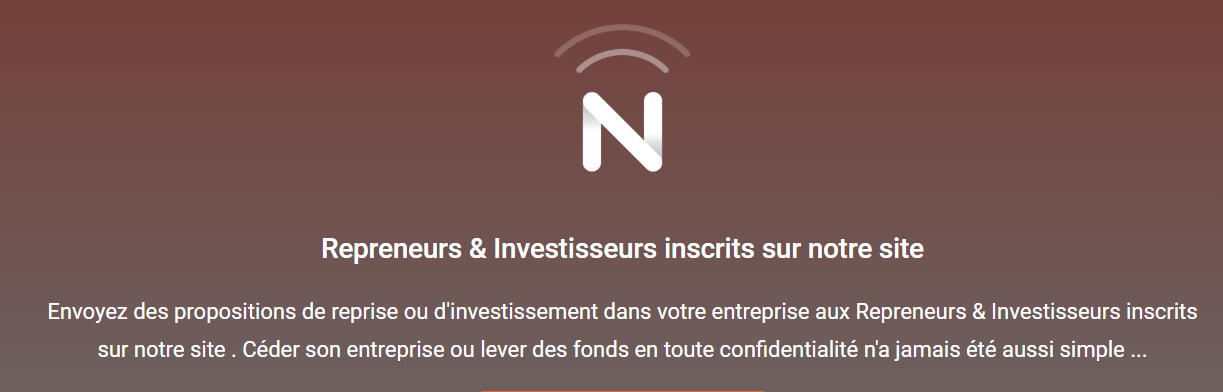 N
Repreneurs & Investisseurs inscrits sur notre site
Envoyez des propositions de reprise ou d'investissement dans votre entreprise aux Repreneurs & Investisseurs inscrits
sur notre site . Céder son entreprise ou lever des fonds en toute confidentialité n'a jamais été aussi simple ...